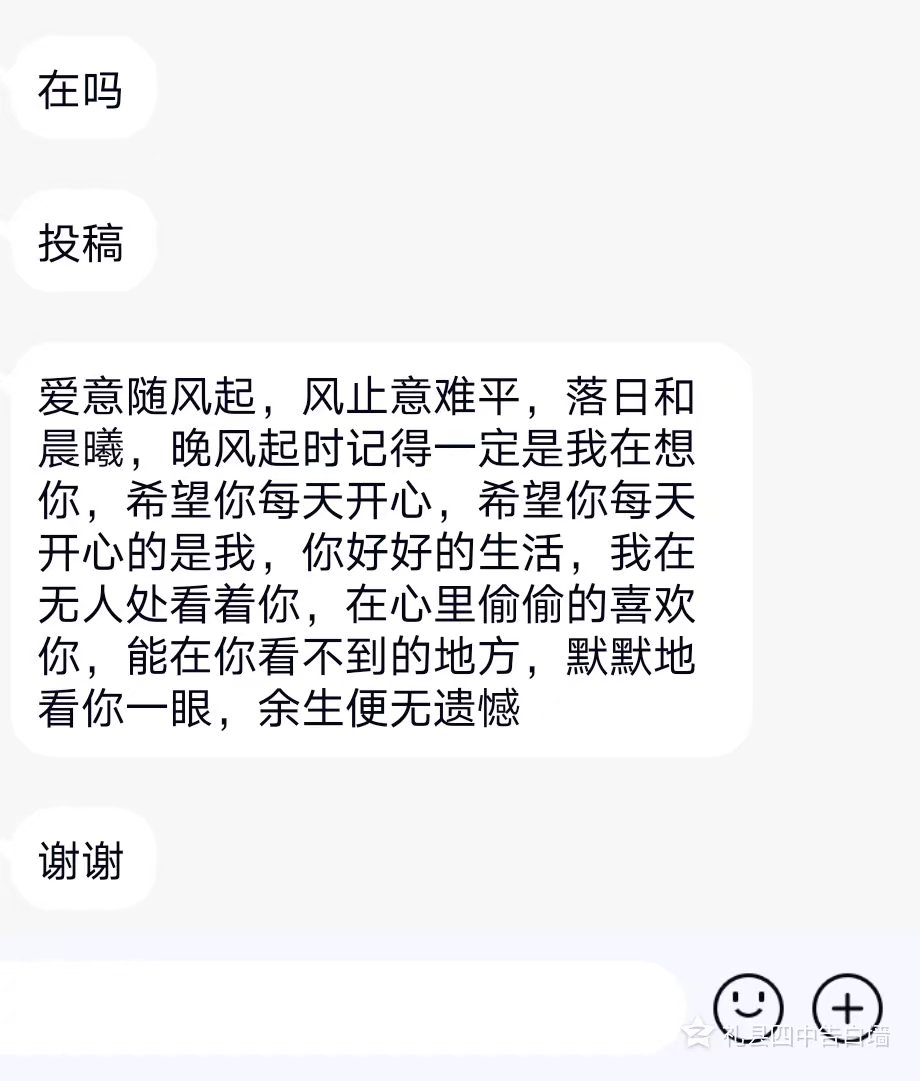 在吗
投稿
爱意随风起，风止意难平，落日和
晨曦，晚风起时记得一定是我在想
你，希望你每天开心，希望你每天
开心的是我，你好好的生活，我在
无人处看着你，在心里偷偷的喜欢
你，能在你看不到的地方，默默地
看你一眼，余生便无遗憾
谢谢
礼县四中告白墙